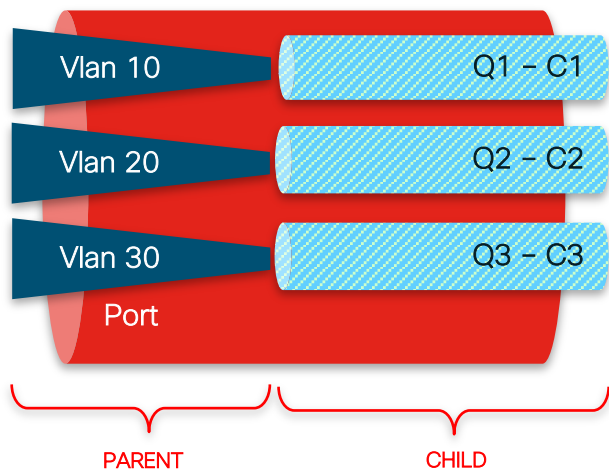 Vlan 10
Q1 – C1
Vlan 20
Q2 – C2
Vlan 30
Q3 – C3
Port
PARENT
CHILD